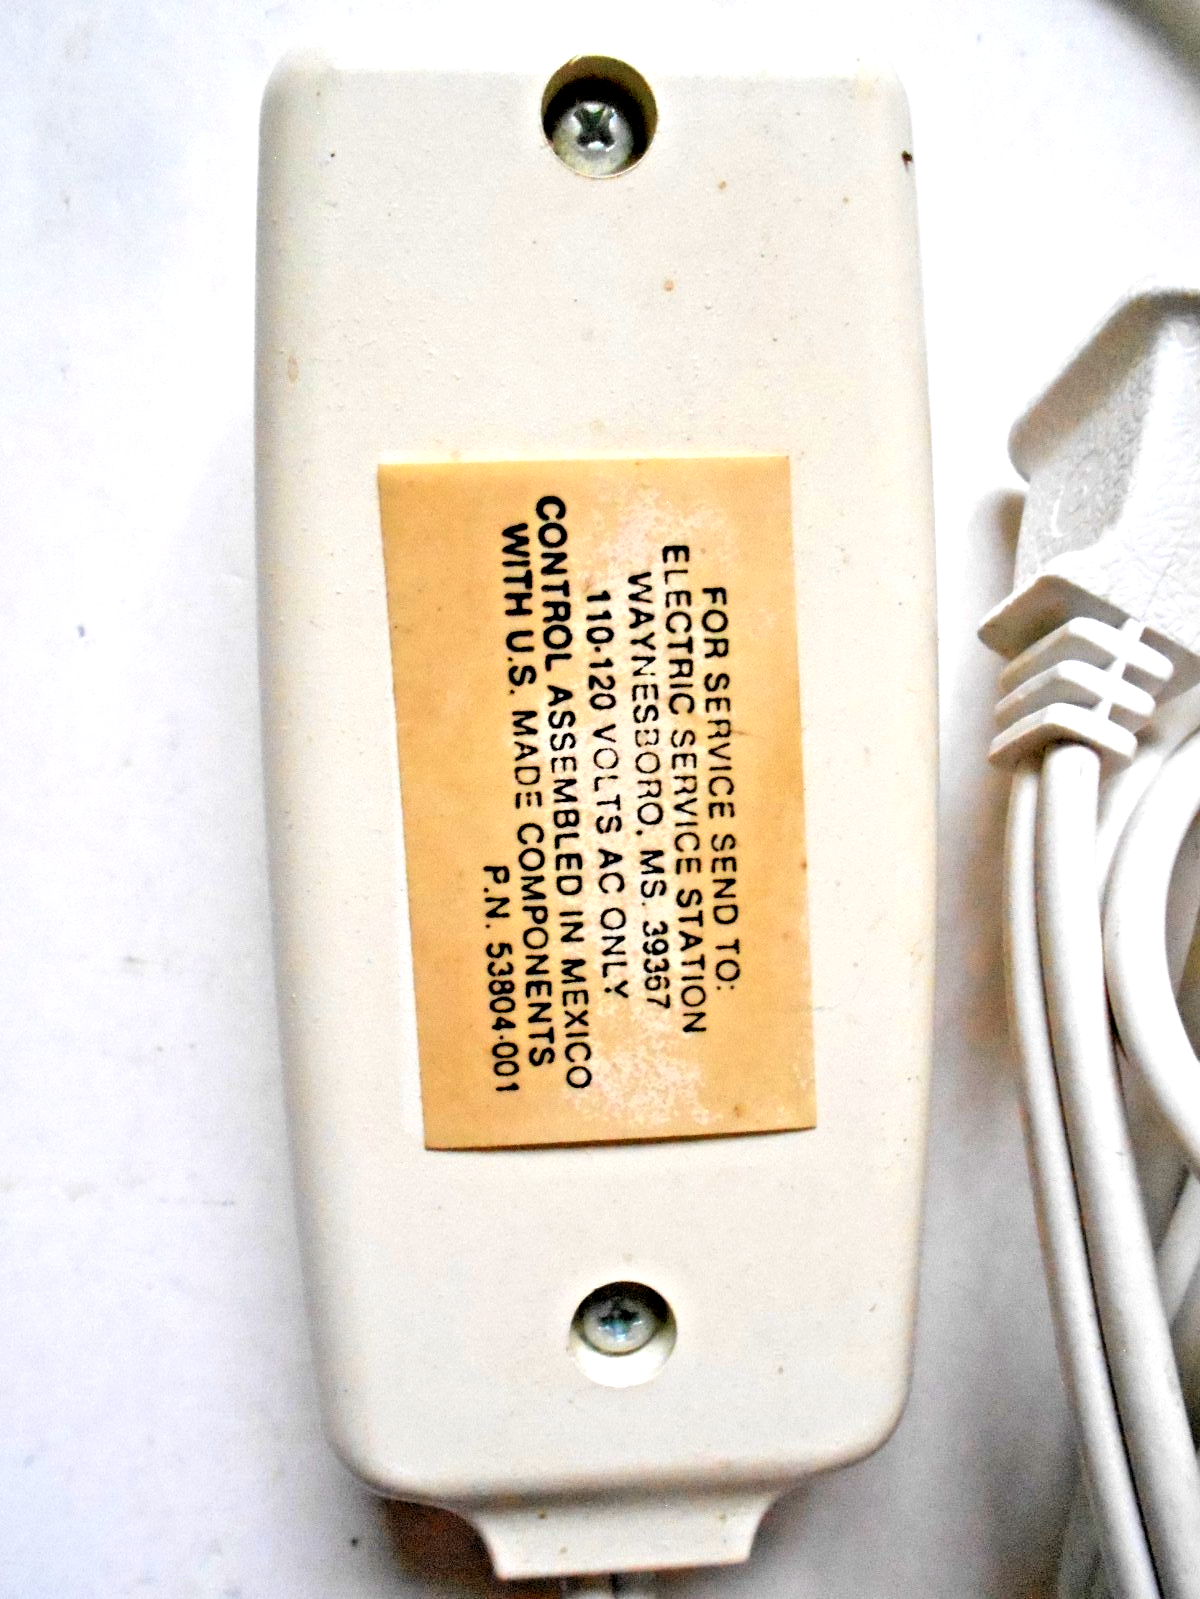 FOR SERVICE SEND TO:
ELECTRIC SERVICE STATION
WAYNESBORO, MS. 39367
110-120 VOLTS AC ONLY
CONTROL ASSEMBLED IN MEXICO
WITH U.S. MADE COMPONENTS
P.N. 53804-001